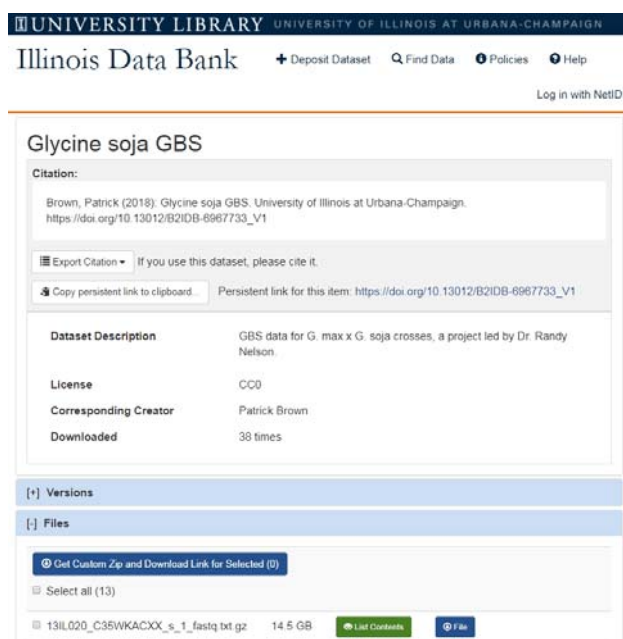 UNIVERSITY LIBRARY UNIVERSITY OF ILLINOIS AT URBANA-CHAMPAIGN
Illinois Data Bank
Deposit Dataset Find Data Policies Help
Log in with NetID
Glycine soja GBS
Citation:
Brown, Patrick (2018): Glycine soja GBS. University of Illinois at Urbana-Champaign.
https://doi.org/10.13012/B2IDB-6967733_V1
Export Citation If you use this dataset, please cite it.
Copy persistent link to clipboard... Persistent link for this item: https://doi.org/10.13012/B2IDB-6967733_V1
Dataset Description GBS data for G. max x G. soja crosses, a project led by Dr. Randy
Nelson.
License CC0
Corresponding Creator Patrick Brown
Downloaded 38 times
[+] Versions
[-] Files
Get Custom Zip and Download Link for Selected (0)
Select all (13)
13IL020_C35WKACXX_s_1_fastq.txt.gz 14.5 GB List Contents File